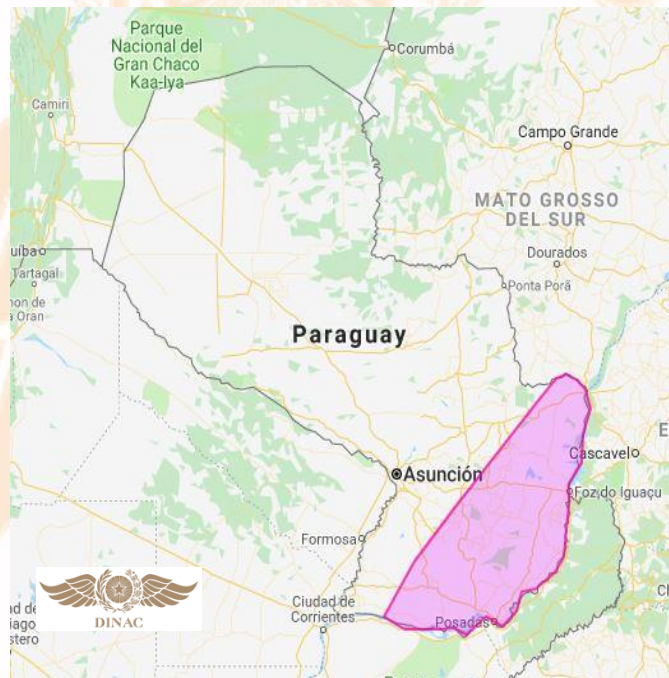 Parque
Nacional del
Gran Chaco
Kaa-Iya
Corumbá
Camiri
Campo Grande
MATO GROSSO
DEL SUR
Dourados
Tartagal
Ponta Porã
Paraguay
Cascavel
Asunción
Foz do Iguaçu
Formosa
DINAC
Ciudad de
Corrientes
Posadas